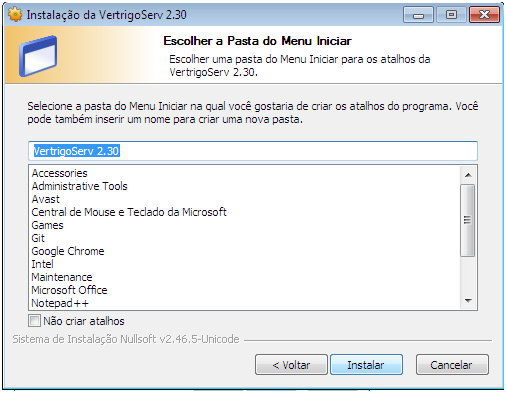 Instalação da VertrigoServ 2.30
Escolher a Pasta do Menu Iniciar
Escolher uma pasta do Menu Iniciar para os atalhos da
VertrigoServ 2.30.
Selecione a pasta do Menu Iniciar na qual você gostaria de criar os atalhos do programa. Você
pode também inserir um nome para criar uma nova pasta.
VertrigoServ 2.30
Accessories
Administrative Tools
Avast
Central de Mouse e Teclado da Microsoft
Games
Git
Google Chrome
Intel
Maintenance
Microsoft Office
Notepad++
Não criar atalhos
Sistema de Instalação Nullsoft v2.46.5-Unicode
< Voltar
Instalar
Cancelar